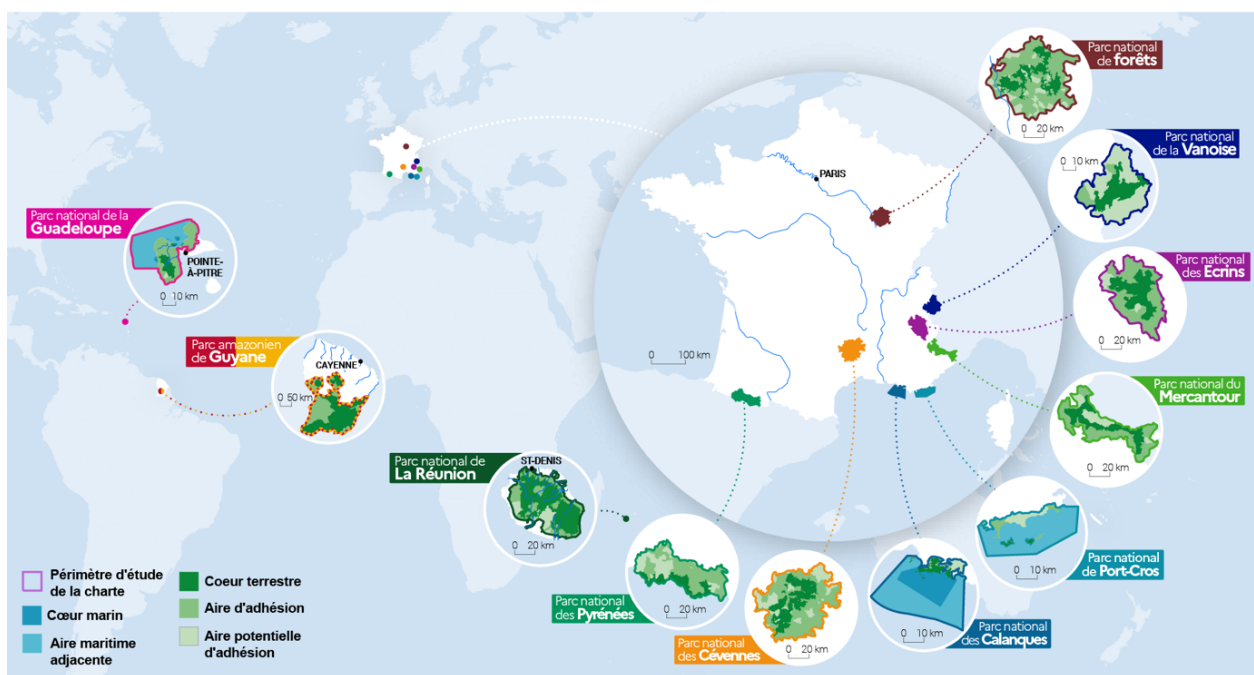 Parc national
de forêts
0 20 km
Parc national
de la Vanoise
0 10 km
PARIS
Parc national de la
Guadeloupe
POINTE-
À-PITRE
0 10 km
Parc national
des Ecrins
0 20 km
Parc amazonien
de Guyane
CAYENNE
0 50 km
0 100 km
Parc national du
Mercantour
0 20 km
Parc national de
La Réunion
ST-DENIS
0 20 km
Parc national
de Port-Cros
0 10 km
Parc national
des Pyrénées
0 20 km
Parc national
des Cévennes
0 20 km
Parc national
des Calanques
0 10 km
Périmètre d'étude
de la charte
Cœur marin
Aire maritime
adjacente
Coeur terrestre
Aire d'adhésion
Aire potentielle
d'adhésion